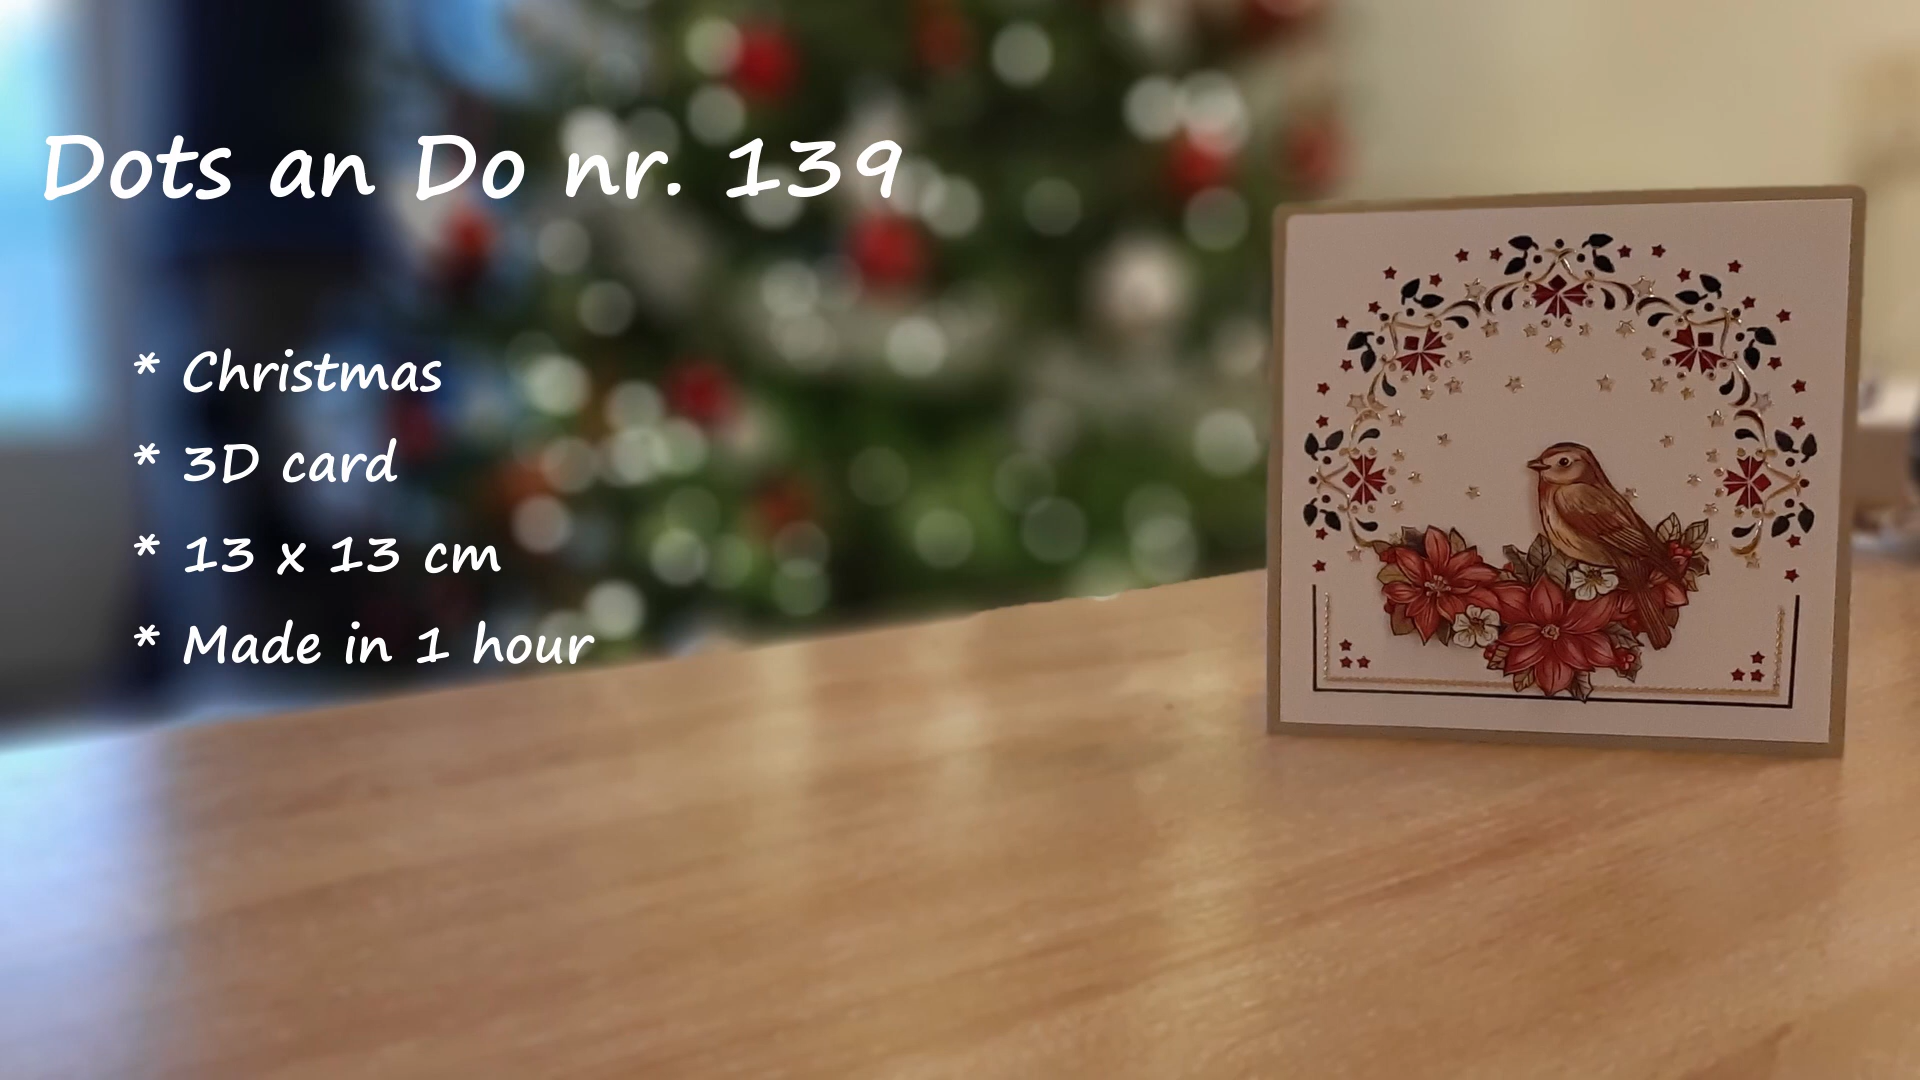 Dots an Do nr. 139
* Christmas
* 3D card
* 13 x 13 cm
* Made in 1 hour